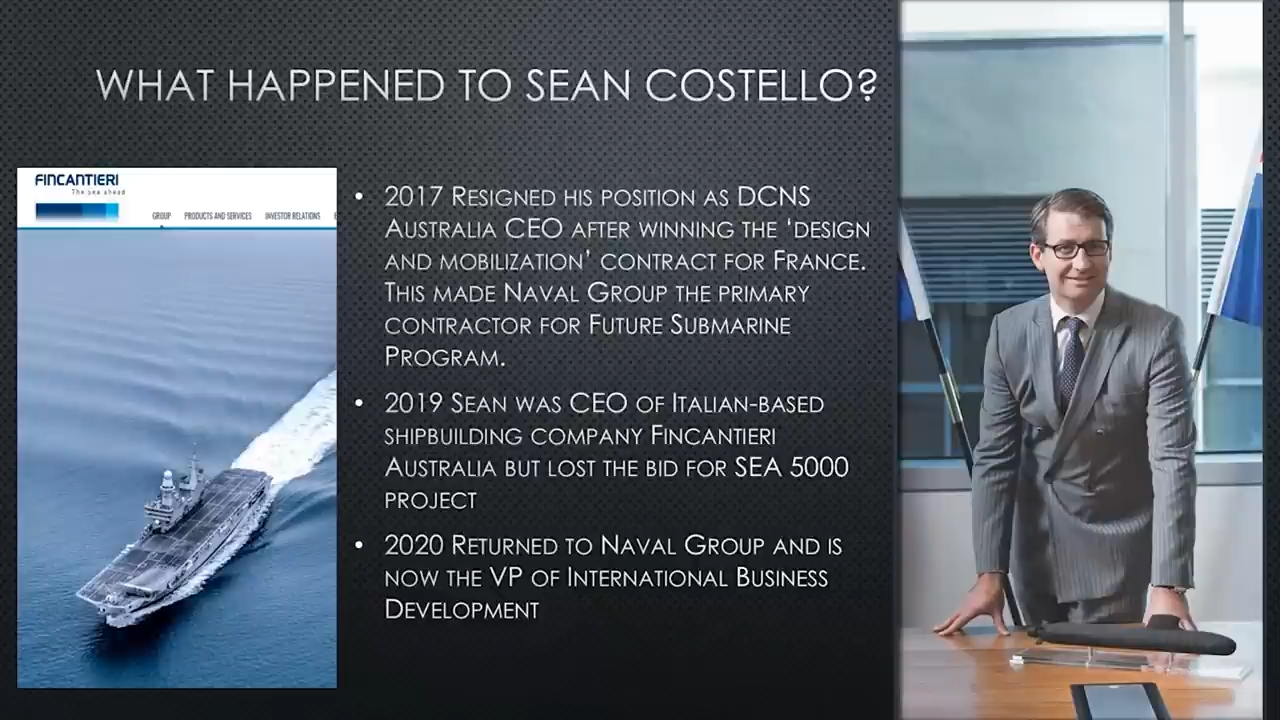 WHAT HAPPENED TO SEAN COSTELLO?
FINCANTIERI
The sea ahead
GROUP PRODUCTS AND SERVICES INVESTOR RELATIONS
• 2017 RESIGNED HIS POSITION AS DCNS
AUSTRALIA CEO AFTER WINNING THE ‘DESIGN
AND MOBILIZATION’ CONTRACT FOR FRANCE.
THIS MADE NAVAL GROUP THE PRIMARY
CONTRACTOR FOR FUTURE SUBMARINE
PROGRAM.
• 2019 SEAN WAS CEO OF ITALIAN-BASED
SHIPBUILDING COMPANY FINCANTIERI
AUSTRALIA BUT LOST THE BID FOR SEA 5000
PROJECT
• 2020 RETURNED TO NAVAL GROUP AND IS
NOW THE VP OF INTERNATIONAL BUSINESS
DEVELOPMENT